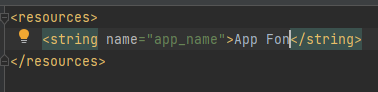 <resources>
<string name="app_name">App Fon</string>
</resources>